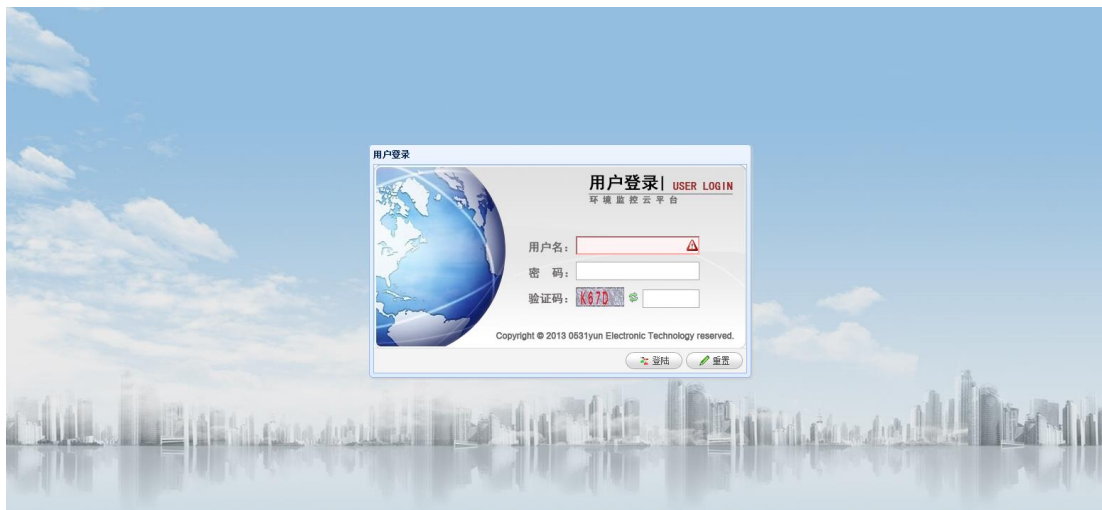 用户登录
用户登录| USER LOGIN
环境监控云平台
用户名：
密 码：
验证码： K67D
Copyright © 2013 0531yun Electronic Technology reserved.
登陆 重置